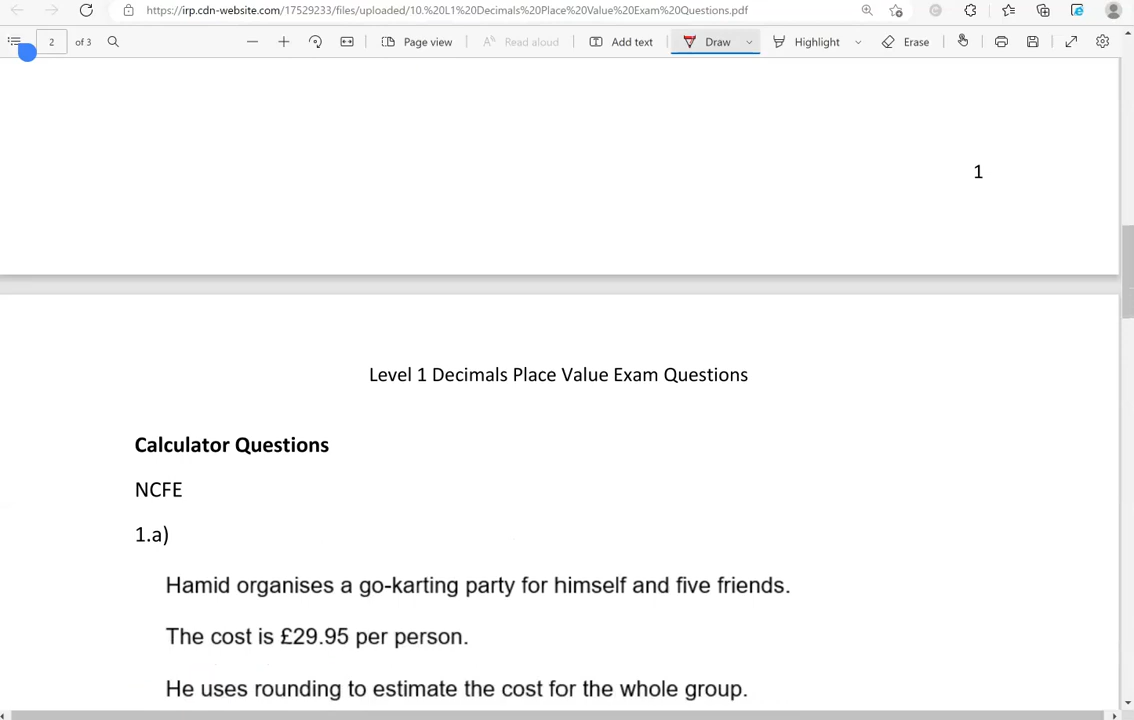 https://irp.cdn-website.com/17529233/files/uploaded/10.%20L1%20Decimals%20Place%20Value%20Exam%20Questions.pdf
2 of 3 Page view Read aloud Add text Draw Highlight Erase
1
Level 1 Decimals Place Value Exam Questions
Calculator Questions
NCFE
1.a)
Hamid organises a go-karting party for himself and five friends.
The cost is £29.95 per person.
He uses rounding to estimate the cost for the whole group.